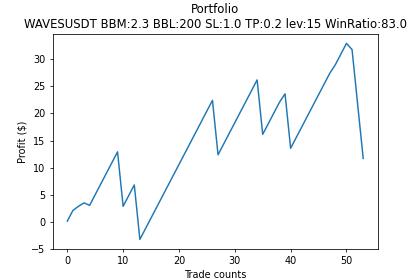 Portfolio
WAVESUSDT BBM:2.3 BBL:200 SL:1.0 TP:0.2 lev:15 WinRatio:83.0
Profit ($)
30
25
20
15
10
5
0
−5
0 10 20 30 40 50
Trade counts